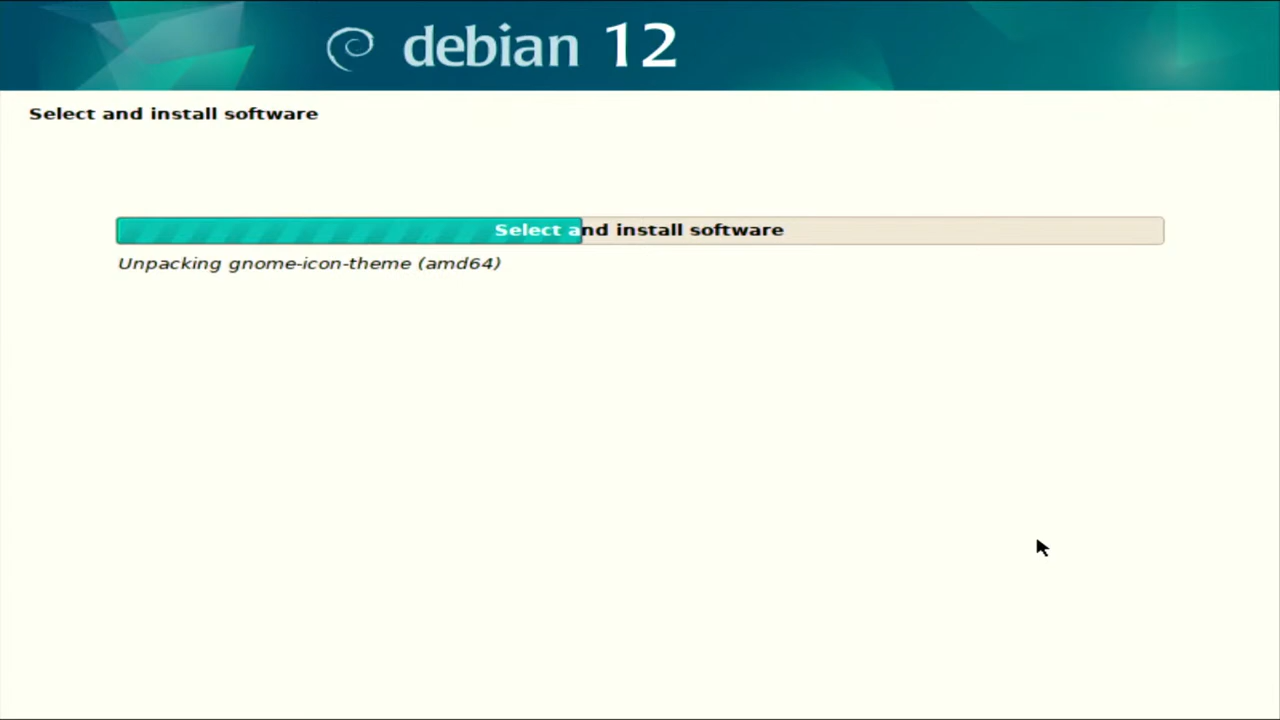 debian 12
Select and install software
Select and install software
Unpacking gnome-icon-theme (amd64)